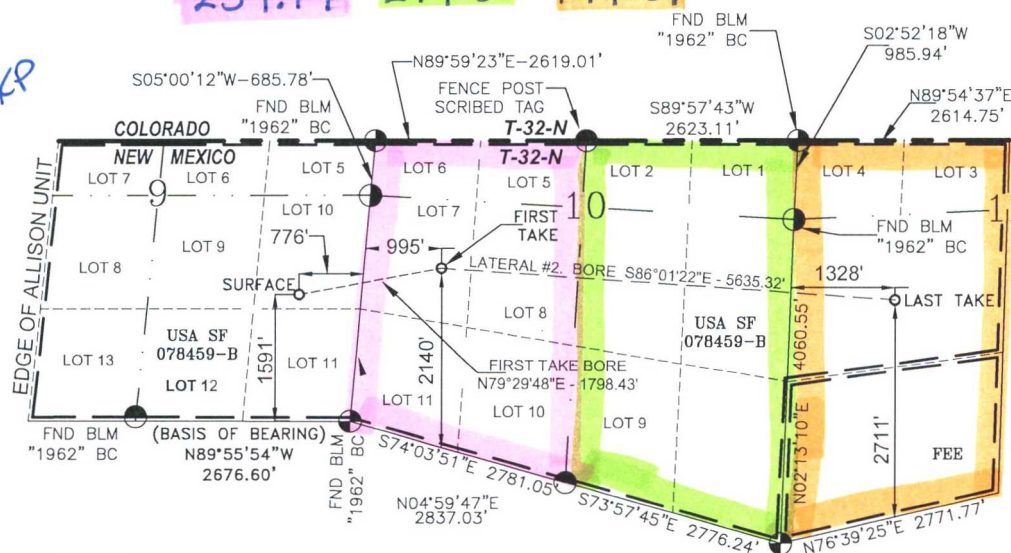 KP
FND BLM
"1962" BC
S02°52'18"W
985.94'
S05°00'12"W-685.78'
N89°59'23"E-2619.01'
FENCE POST
SCRIBED TAG
S89°57'43"W
2623.11'
N89°54'37"E
2614.75'
FND BLM
"1962" BC
COLORADO
NEW MEXICO
T-32-N
T-32-N
LOT 7
9
LOT 6
LOT 5
LOT 6
LOT 5
LOT 2
LOT 1
LOT 4
LOT 3
LOT 10
LOT 7
10
1
LOT 9
LOT 8
776'
995'
FIRST
TAKE
FND BLM
"1962" BC
SURFACE
LATERAL #2. BORE S86°01'22"E - 5635.32'
1328'
LAST TAKE
EDGE OF ALLISON UNIT
USA SF
078459-B
LOT 8
USA SF
078459-B
4060.55'
LOT 13
LOT 12
LOT 11
1591'
2140'
FIRST TAKE BORE
N79°29'48"E - 1798.43'
LOT 11
LOT 10
LOT 9
N02°13'10"E
2711'
FEE
FND BLM
"1962" BC
(BASIS OF BEARING)
N89°55'54"W
2676.60'
FND BLM
"1962" BC
S74°03'51"E 2781.05'
N04°59'47"E
2837.03'
S73°57'45"E 2776.24'
N76°39'25"E 2771.77'